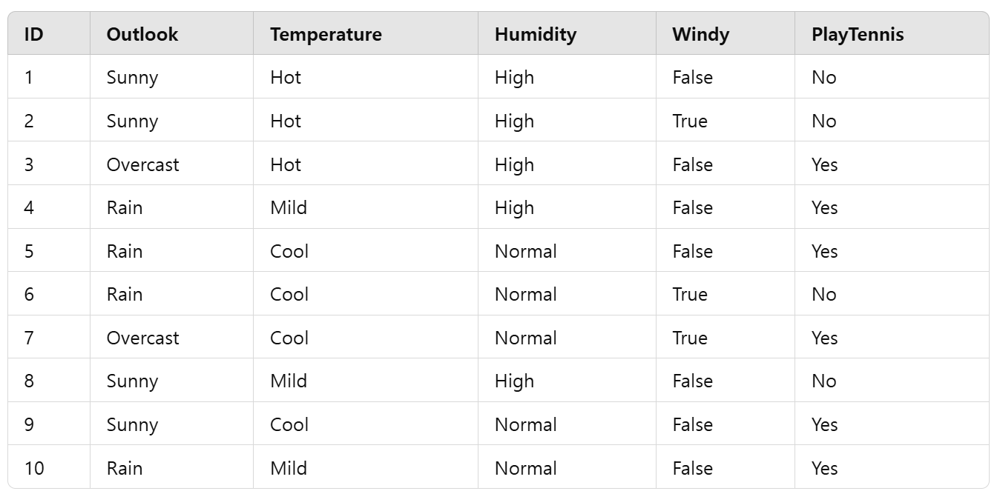 ID Outlook Temperature Humidity Windy PlayTennis
1 Sunny Hot High False No
2 Sunny Hot High True No
3 Overcast Hot High False Yes
4 Rain Mild High False Yes
5 Rain Cool Normal False Yes
6 Rain Cool Normal True No
7 Overcast Cool Normal True Yes
8 Sunny Mild High False No
9 Sunny Cool Normal False Yes
10 Rain Mild Normal False Yes